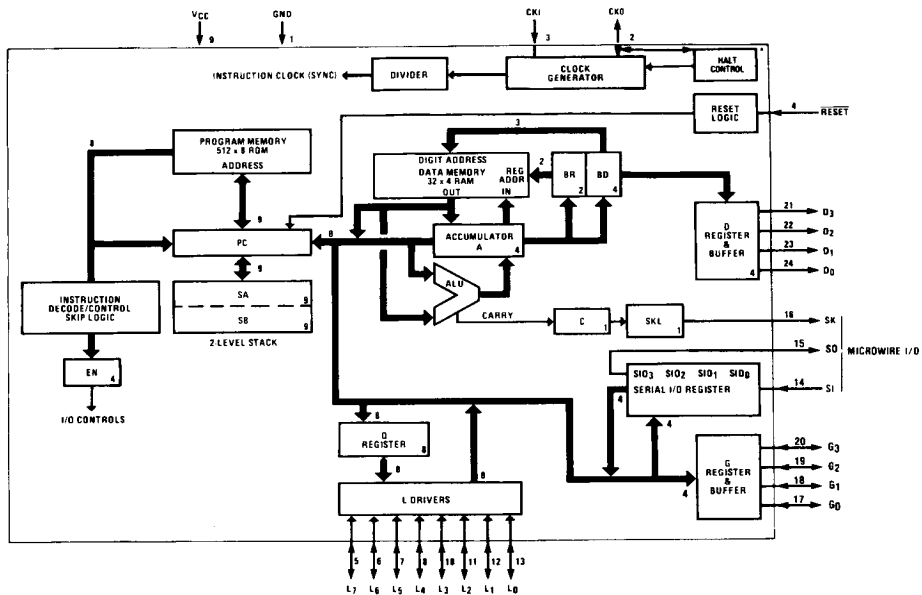 VCC GND CKI CKO
9 1 3 2
INSTRUCTION CLOCK (SYNC)
DIVIDER
CLOCK
GENERATOR
HALT
CONTROL
RESET
LOGIC
4
RESET
8
PROGRAM MEMORY
512 x 8 ROM
ADDRESS
3
DIGIT ADDRESS
DATA MEMORY
32 x 4 RAM
REG
ADDR
OUT IN
2
BR BD
2 4
9
PC
8
ACCUMULATOR
A
4
D
REGISTER
&
BUFFER
4
21 D3
22 D2
23 D1
24 D0
9
SA
9
SB
9
2-LEVEL STACK
INSTRUCTION
DECODE/CONTROL
SKIP LOGIC
EN
4
I/O CONTROLS
ALU
CARRY
C
1
SKL
1
16 SK
15 SO
14 SI
MICROWIRE I/O
SIO3 SIO2 SIO1 SIO0
SERIAL I/O REGISTER
4
4
4
G
REGISTER
&
BUFFER
4
20 G3
19 G2
18 G1
17 G0
8
Q
REGISTER
8
8
8
L DRIVERS
5 6 7 8 10 11 12 13
L7 L6 L5 L4 L3 L2 L1 L0